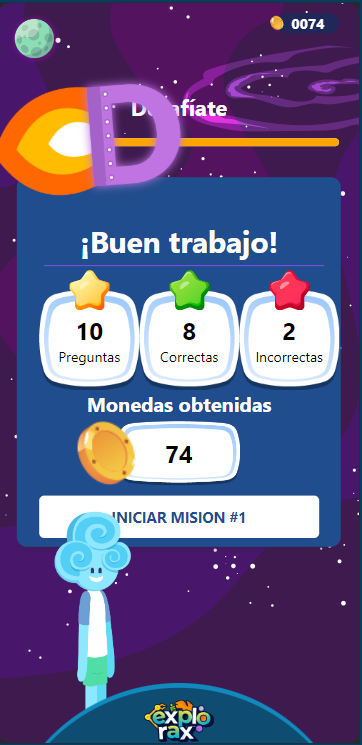 0074
Desafíate
¡Buen trabajo!
10
Preguntas
8
Correctas
2
Incorrectas
Monedas obtenidas
74
INICIAR MISION #1
explo
rax